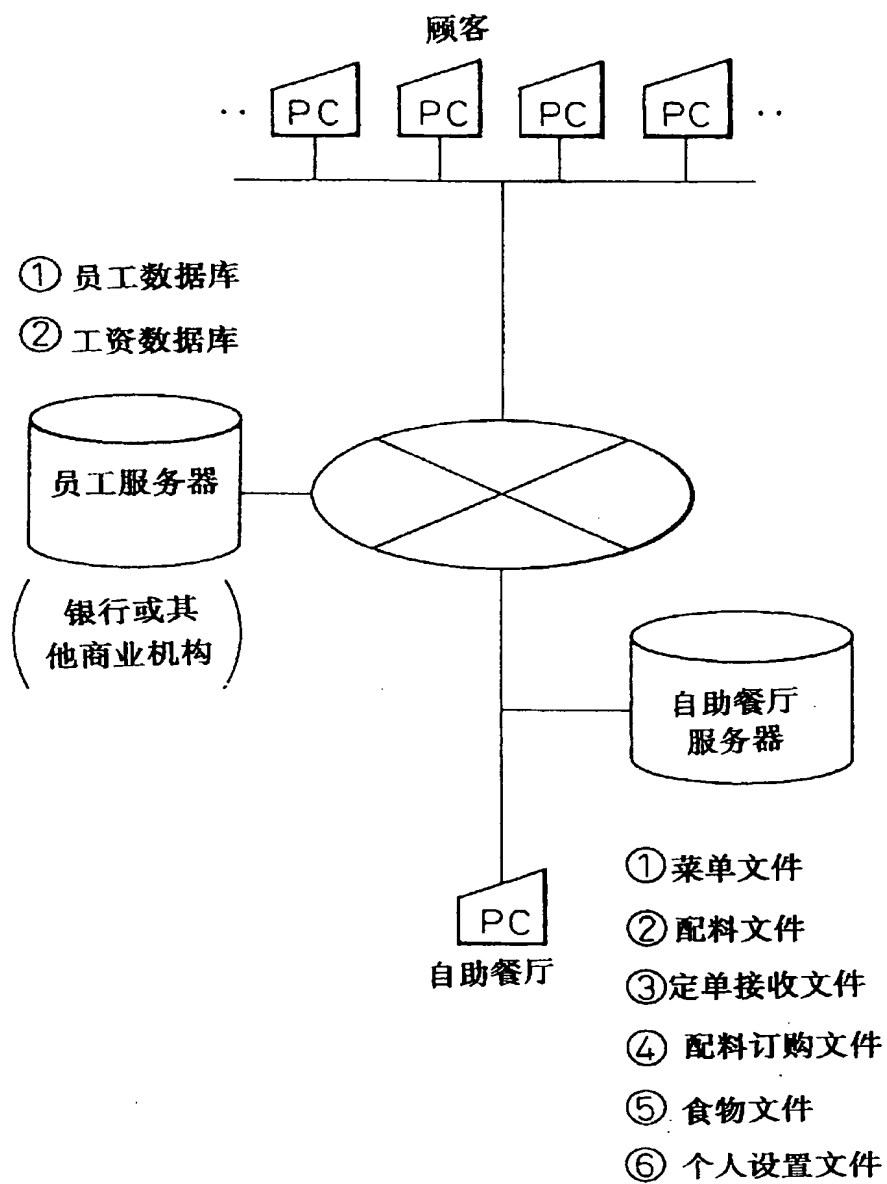 顾客
·· PC PC PC PC ··
① 员工数据库
② 工资数据库
员工服务器
(银行或其
他商业机构)
自助餐厅
服务器
PC
自助餐厅
①菜单文件
②配料文件
③定单接收文件
④ 配料订购文件
⑤ 食物文件
⑥ 个人设置文件